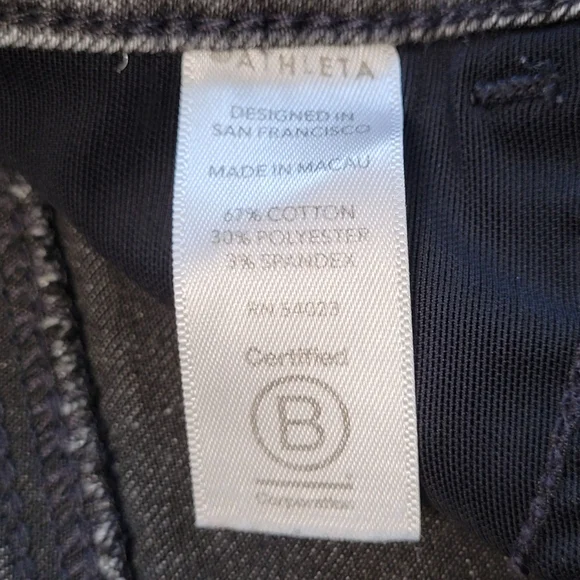 ATHLETA
DESIGNED IN
SAN FRANCISCO
MADE IN MACAU
67% COTTON
30% POLYESTER
3% SPANDEX
RN 54023
Certified
B
Corporation